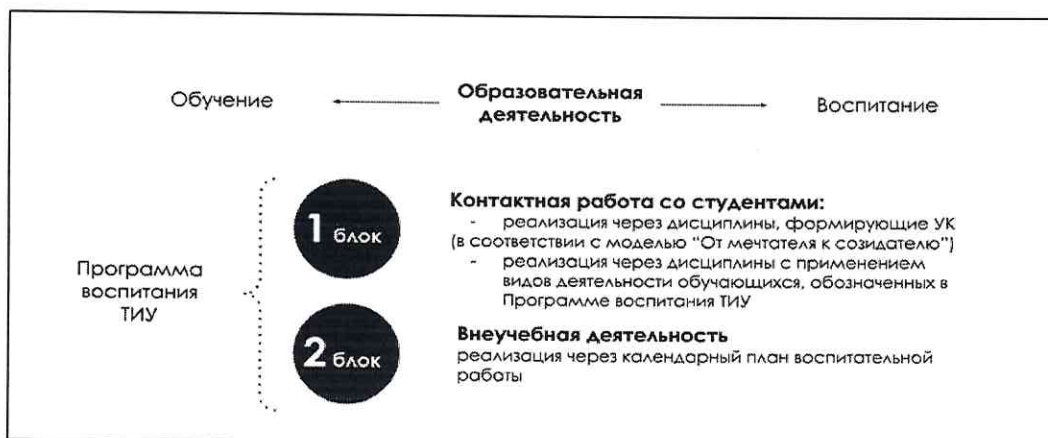 Обучение
Образовательная
деятельность
Воспитание
Программа
воспитания
ТИУ
1 блок
Контактная работа со студентами:
- реализация через дисциплины, формирующие УК
(в соответствии с моделью "От мечтателя к созидателю")
- реализация через дисциплины с применением
видов деятельности обучающихся, обозначенных в
Программе воспитания ТИУ
2 блок
Внеучебная деятельность
реализация через календарный план воспитательной
работы